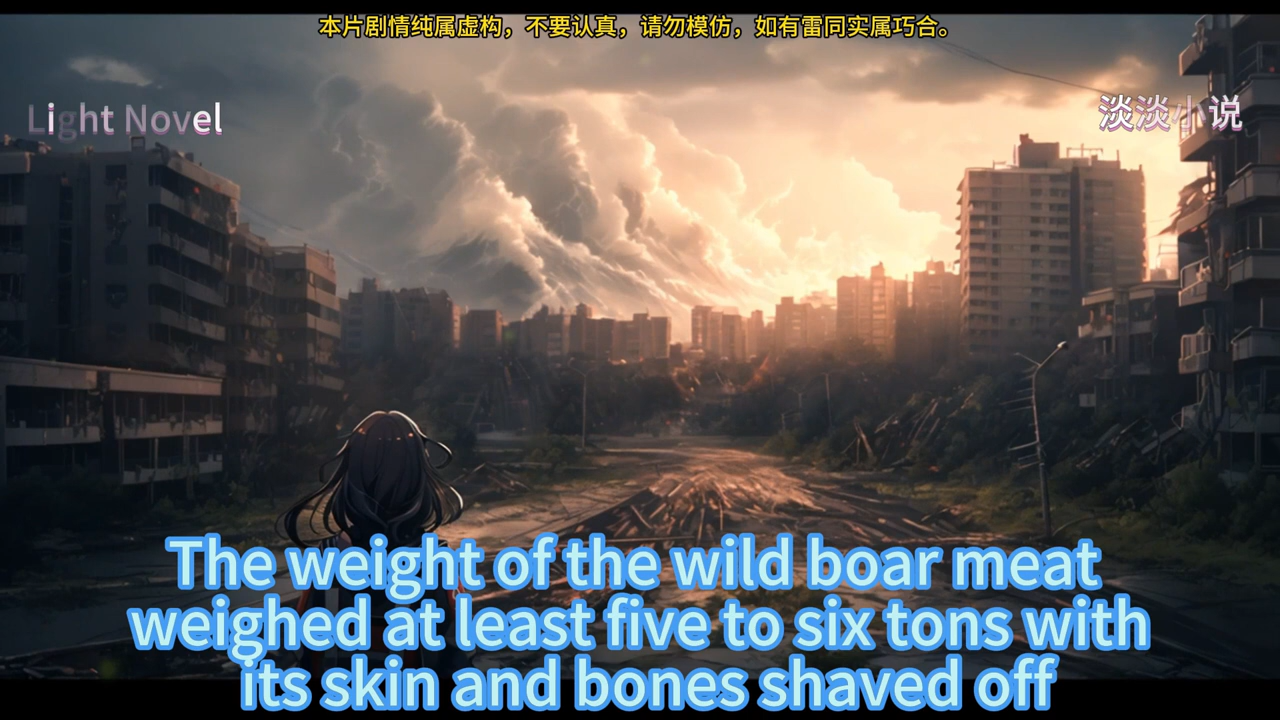 本片剧情纯属虚构，不要认真，请勿模仿，如有雷同实属巧合。
Light Novel
淡淡小说
The weight of the wild boar meat
weighed at least five to six tons with
its skin and bones shaved off